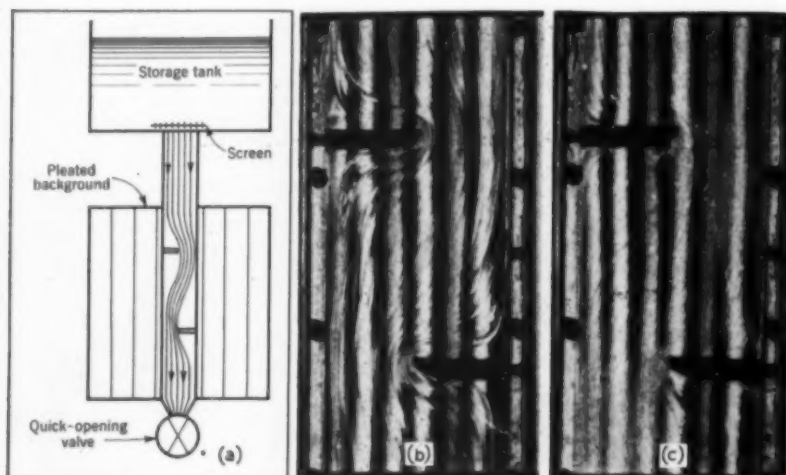 Storage tank
Screen
Pleated
background
Quick-opening
valve
(a)
(b)
(c)